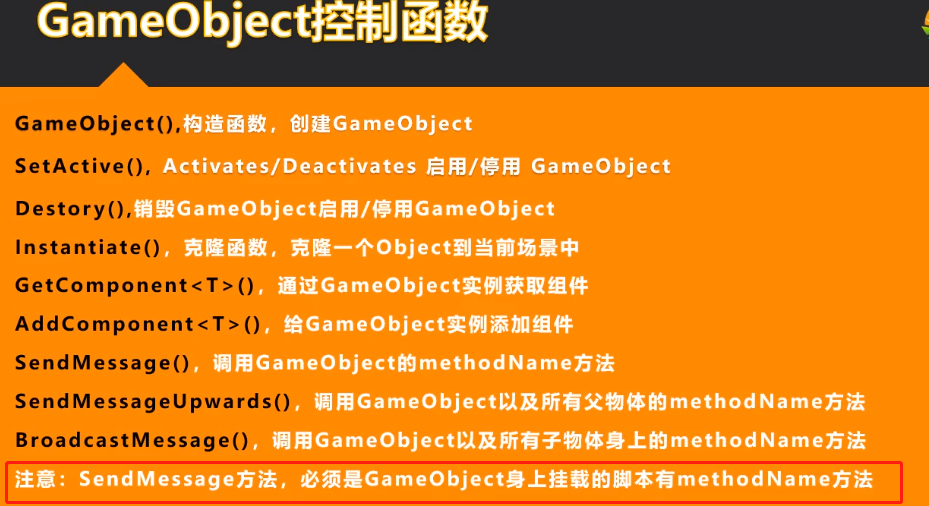 GameObject控制函数
GameObject(),构造函数，创建GameObject
SetActive(), Activates/Deactivates 启用/停用 GameObject
Destory(),销毁GameObject启用/停用GameObject
Instantiate()，克隆函数，克隆一个Object到当前场景中
GetComponent<T>()，通过GameObject实例获取组件
AddComponent<T>()，给GameObject实例添加组件
SendMessage()，调用GameObject的methodName方法
SendMessageUpwards()，调用GameObject以及所有父物体的methodName方法
BroadcastMessage()，调用GameObject以及所有子物体身上的methodName方法
注意：SendMessage方法，必须是GameObject身上挂载的脚本有methodName方法